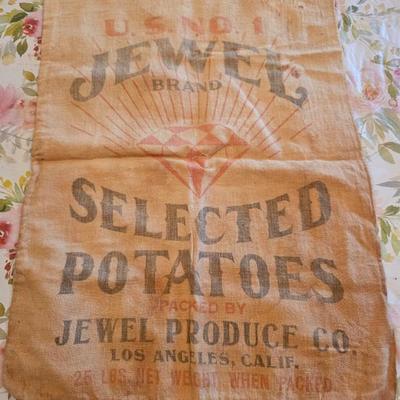 U.S. NO. 1
JEWEL
BRAND
SELECTED
POTATOES
PACKED BY
JEWEL PRODUCE CO.
LOS ANGELES, CALIF.
25 LBS. NET WEIGHT WHEN PACKED